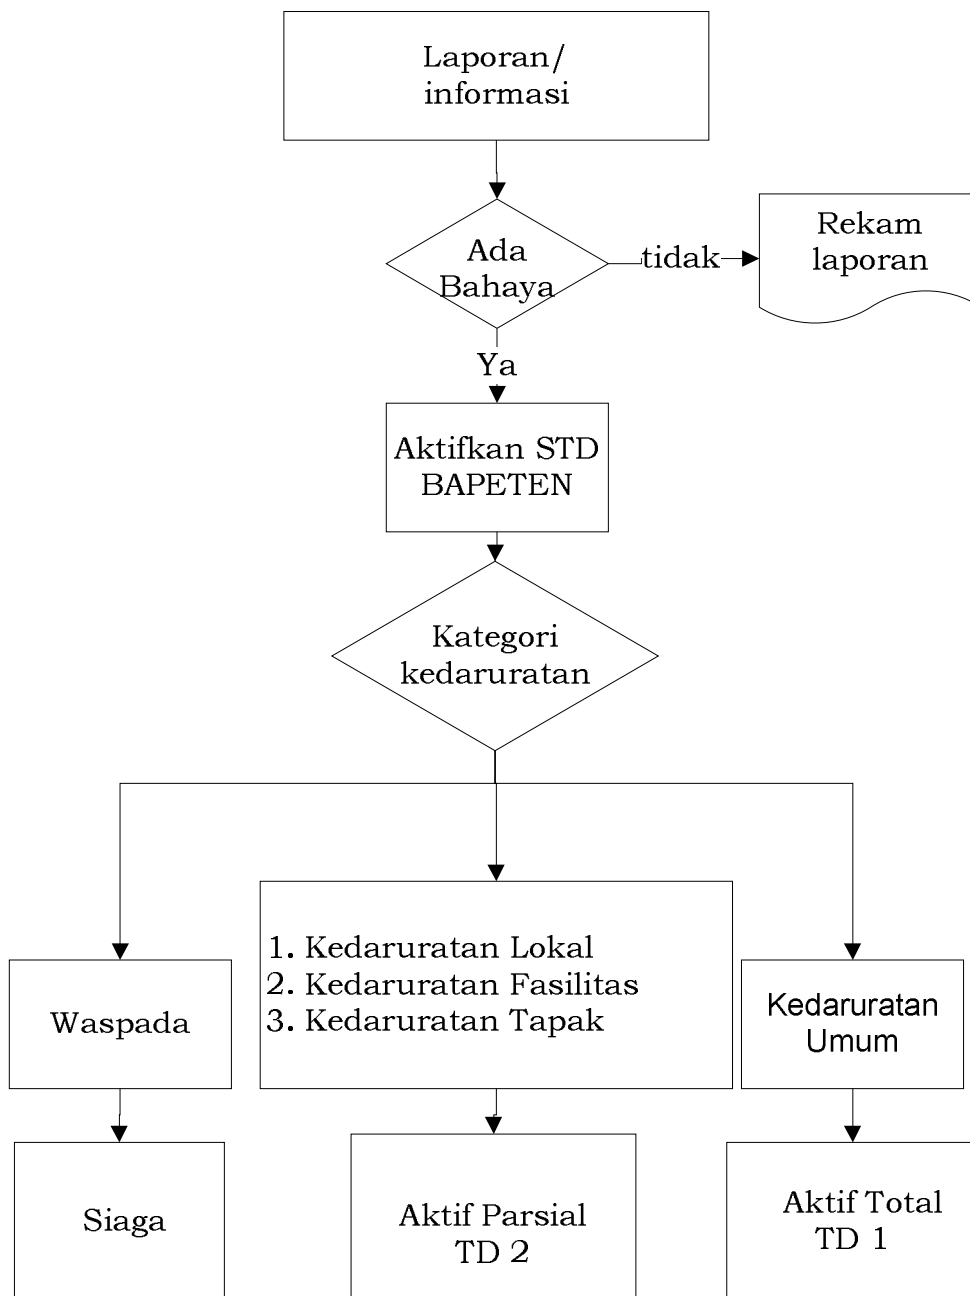 Laporan/
informasi
Ada
Bahaya
tidak
Rekam
laporan
Ya
Aktifkan STD
BAPETEN
Kategori
kedaruratan
1. Kedaruratan Lokal
2. Kedaruratan Fasilitas
3. Kedaruratan Tapak
Waspada
Kedaruratan
Umum
Siaga
Aktif Parsial
TD 2
Aktif Total
TD 1